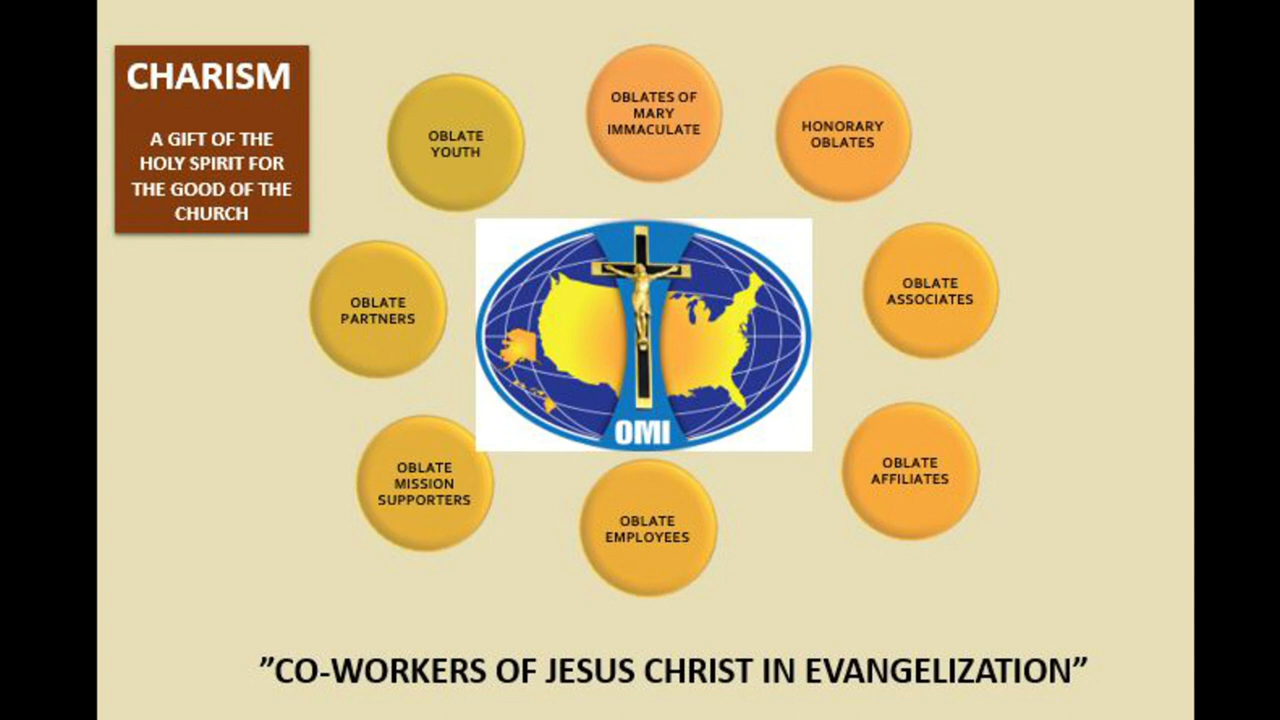 CHARISM
A GIFT OF THE
HOLY SPIRIT FOR
THE GOOD OF THE
CHURCH
OBLATES OF
MARY
IMMACULATE
HONORARY
OBLATES
OBLATE
ASSOCIATES
OBLATE
AFFILIATES
OBLATE
EMPLOYEES
OBLATE
MISSION
SUPPORTERS
OBLATE
PARTNERS
OBLATE
YOUTH
OMI
”CO-WORKERS OF JESUS CHRIST IN EVANGELIZATION”